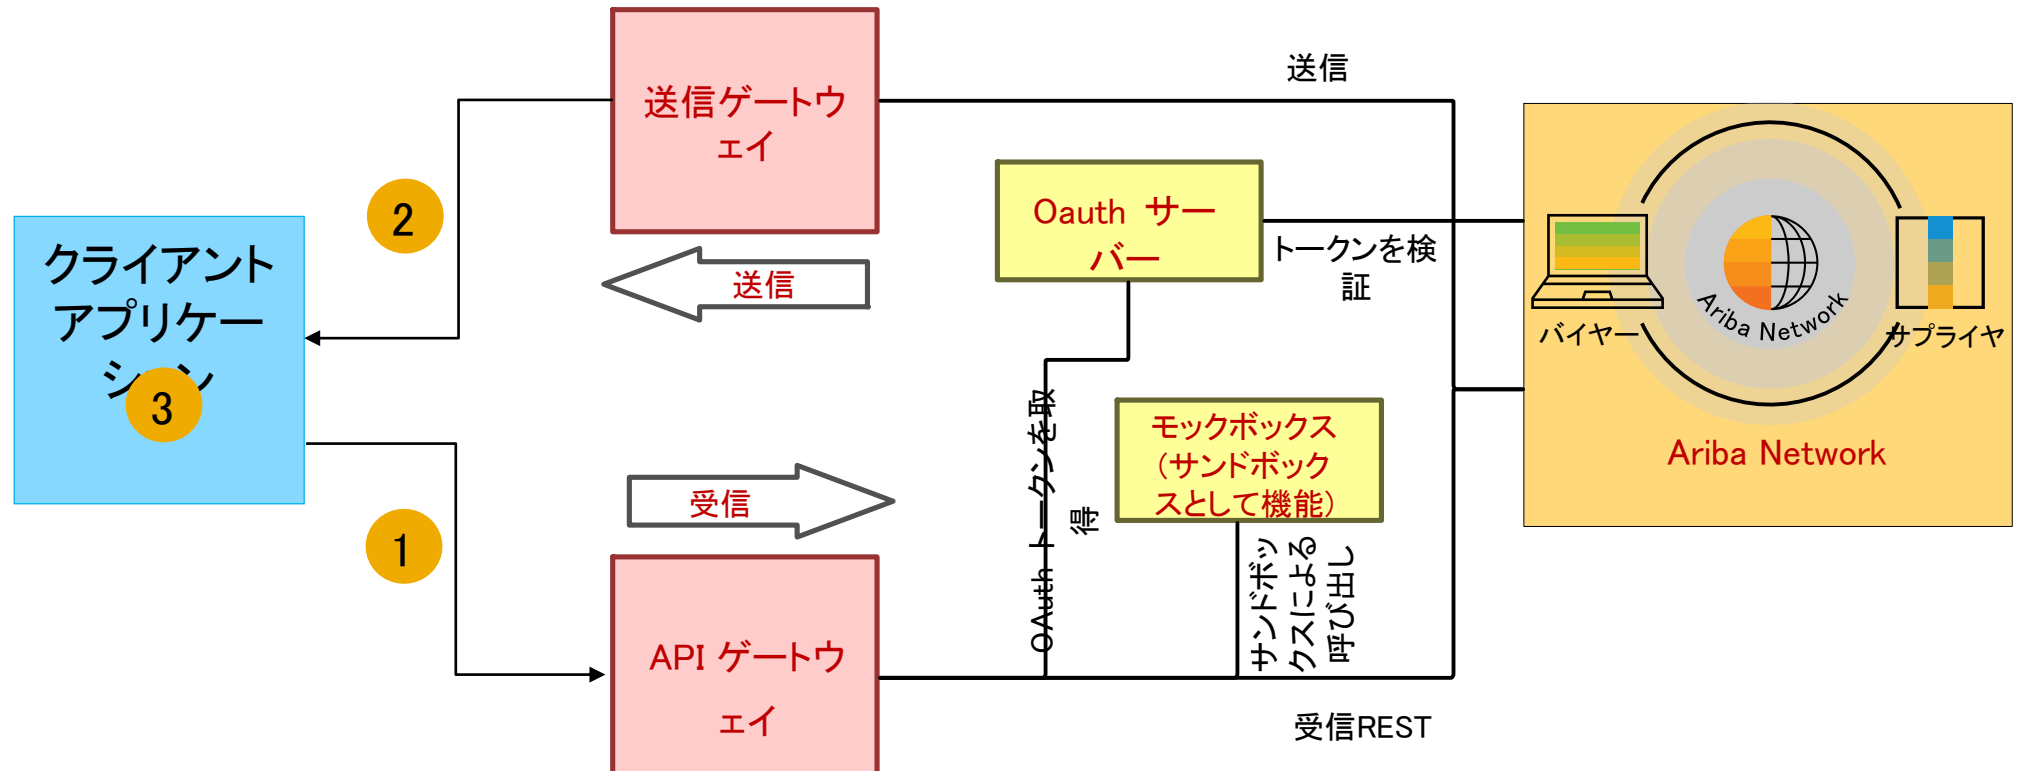 送信ゲートウ
ェイ
送信
2
クライアント
アプリケー
ション
3
送信
Oauth サー
バー
トークンを検
証
バイヤー
Ariba Network
サプライヤ
Ariba Network
OAuth トークンを取
得
モックボックス
(サンドボック
スとして機能)
受信
1
サンドボッ
クスによる
呼び出し
API ゲートウ
ェイ
受信REST